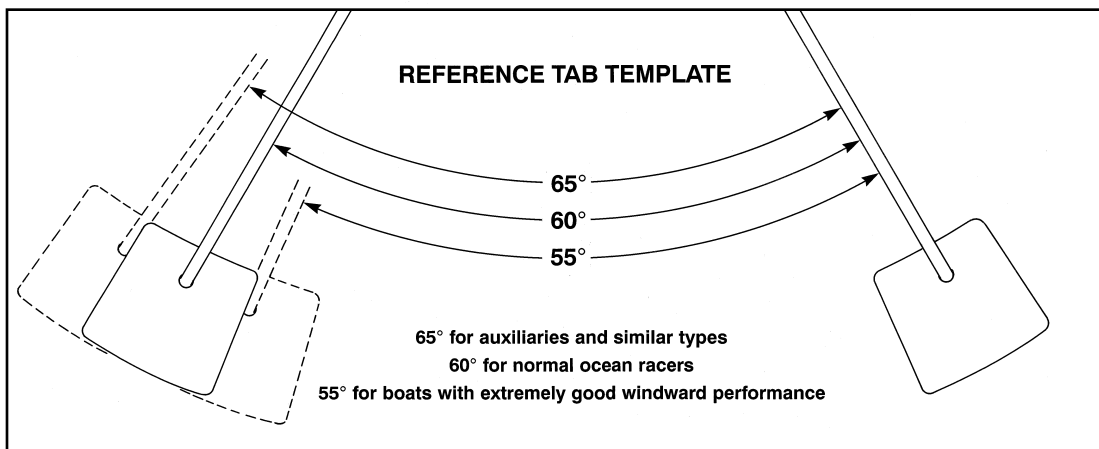 REFERENCE TAB TEMPLATE
65°
60°
55°
65° for auxiliaries and similar types
60° for normal ocean racers
55° for boats with extremely good windward performance